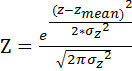 Z = e^((z-z_mean)^2 / 2*σ_z^2) / √(2πσ_z^2)